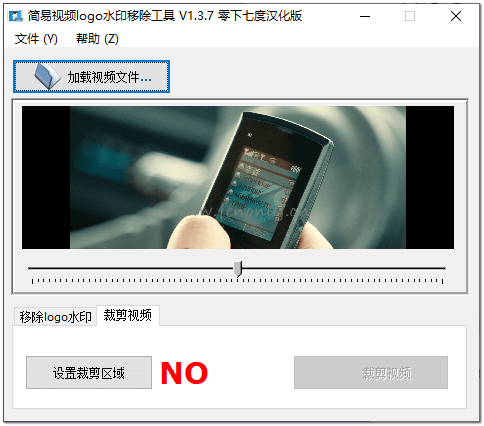 简易视频logo水印移除工具 V1.3.7 零下七度汉化版
文件 (Y) 帮助 (Z)
加载视频文件...
移除logo水印 裁剪视频
设置裁剪区域 NO 裁剪视频